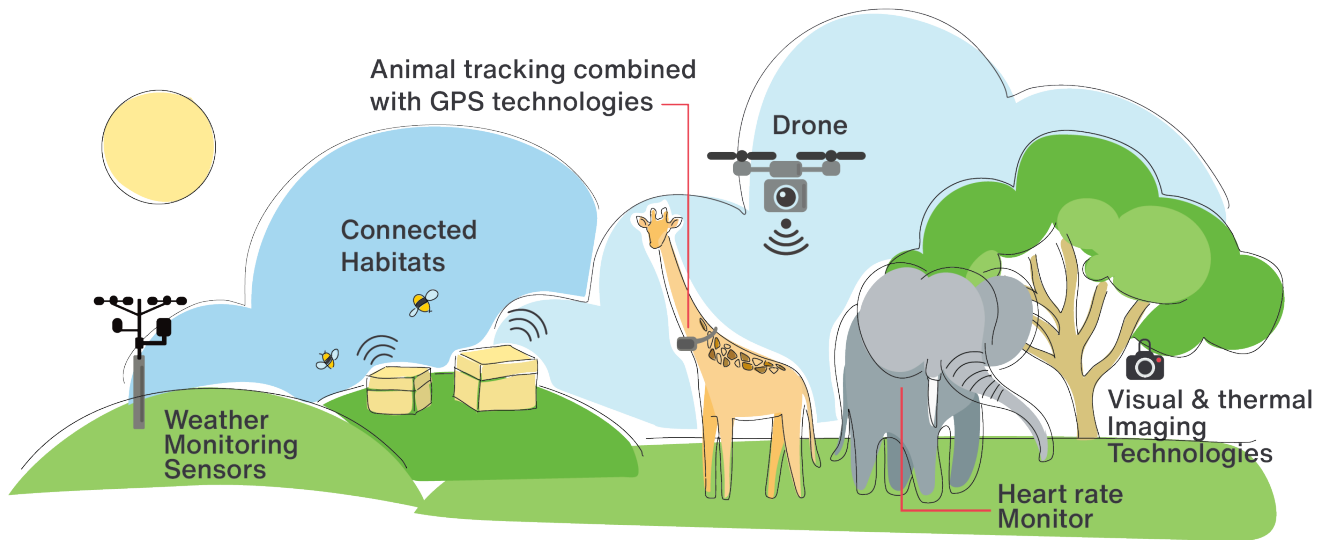 Animal tracking combined
with GPS technologies
Drone
Connected
Habitats
Weather
Monitoring
Sensors
Visual & thermal
Imaging
Technologies
Heart rate
Monitor